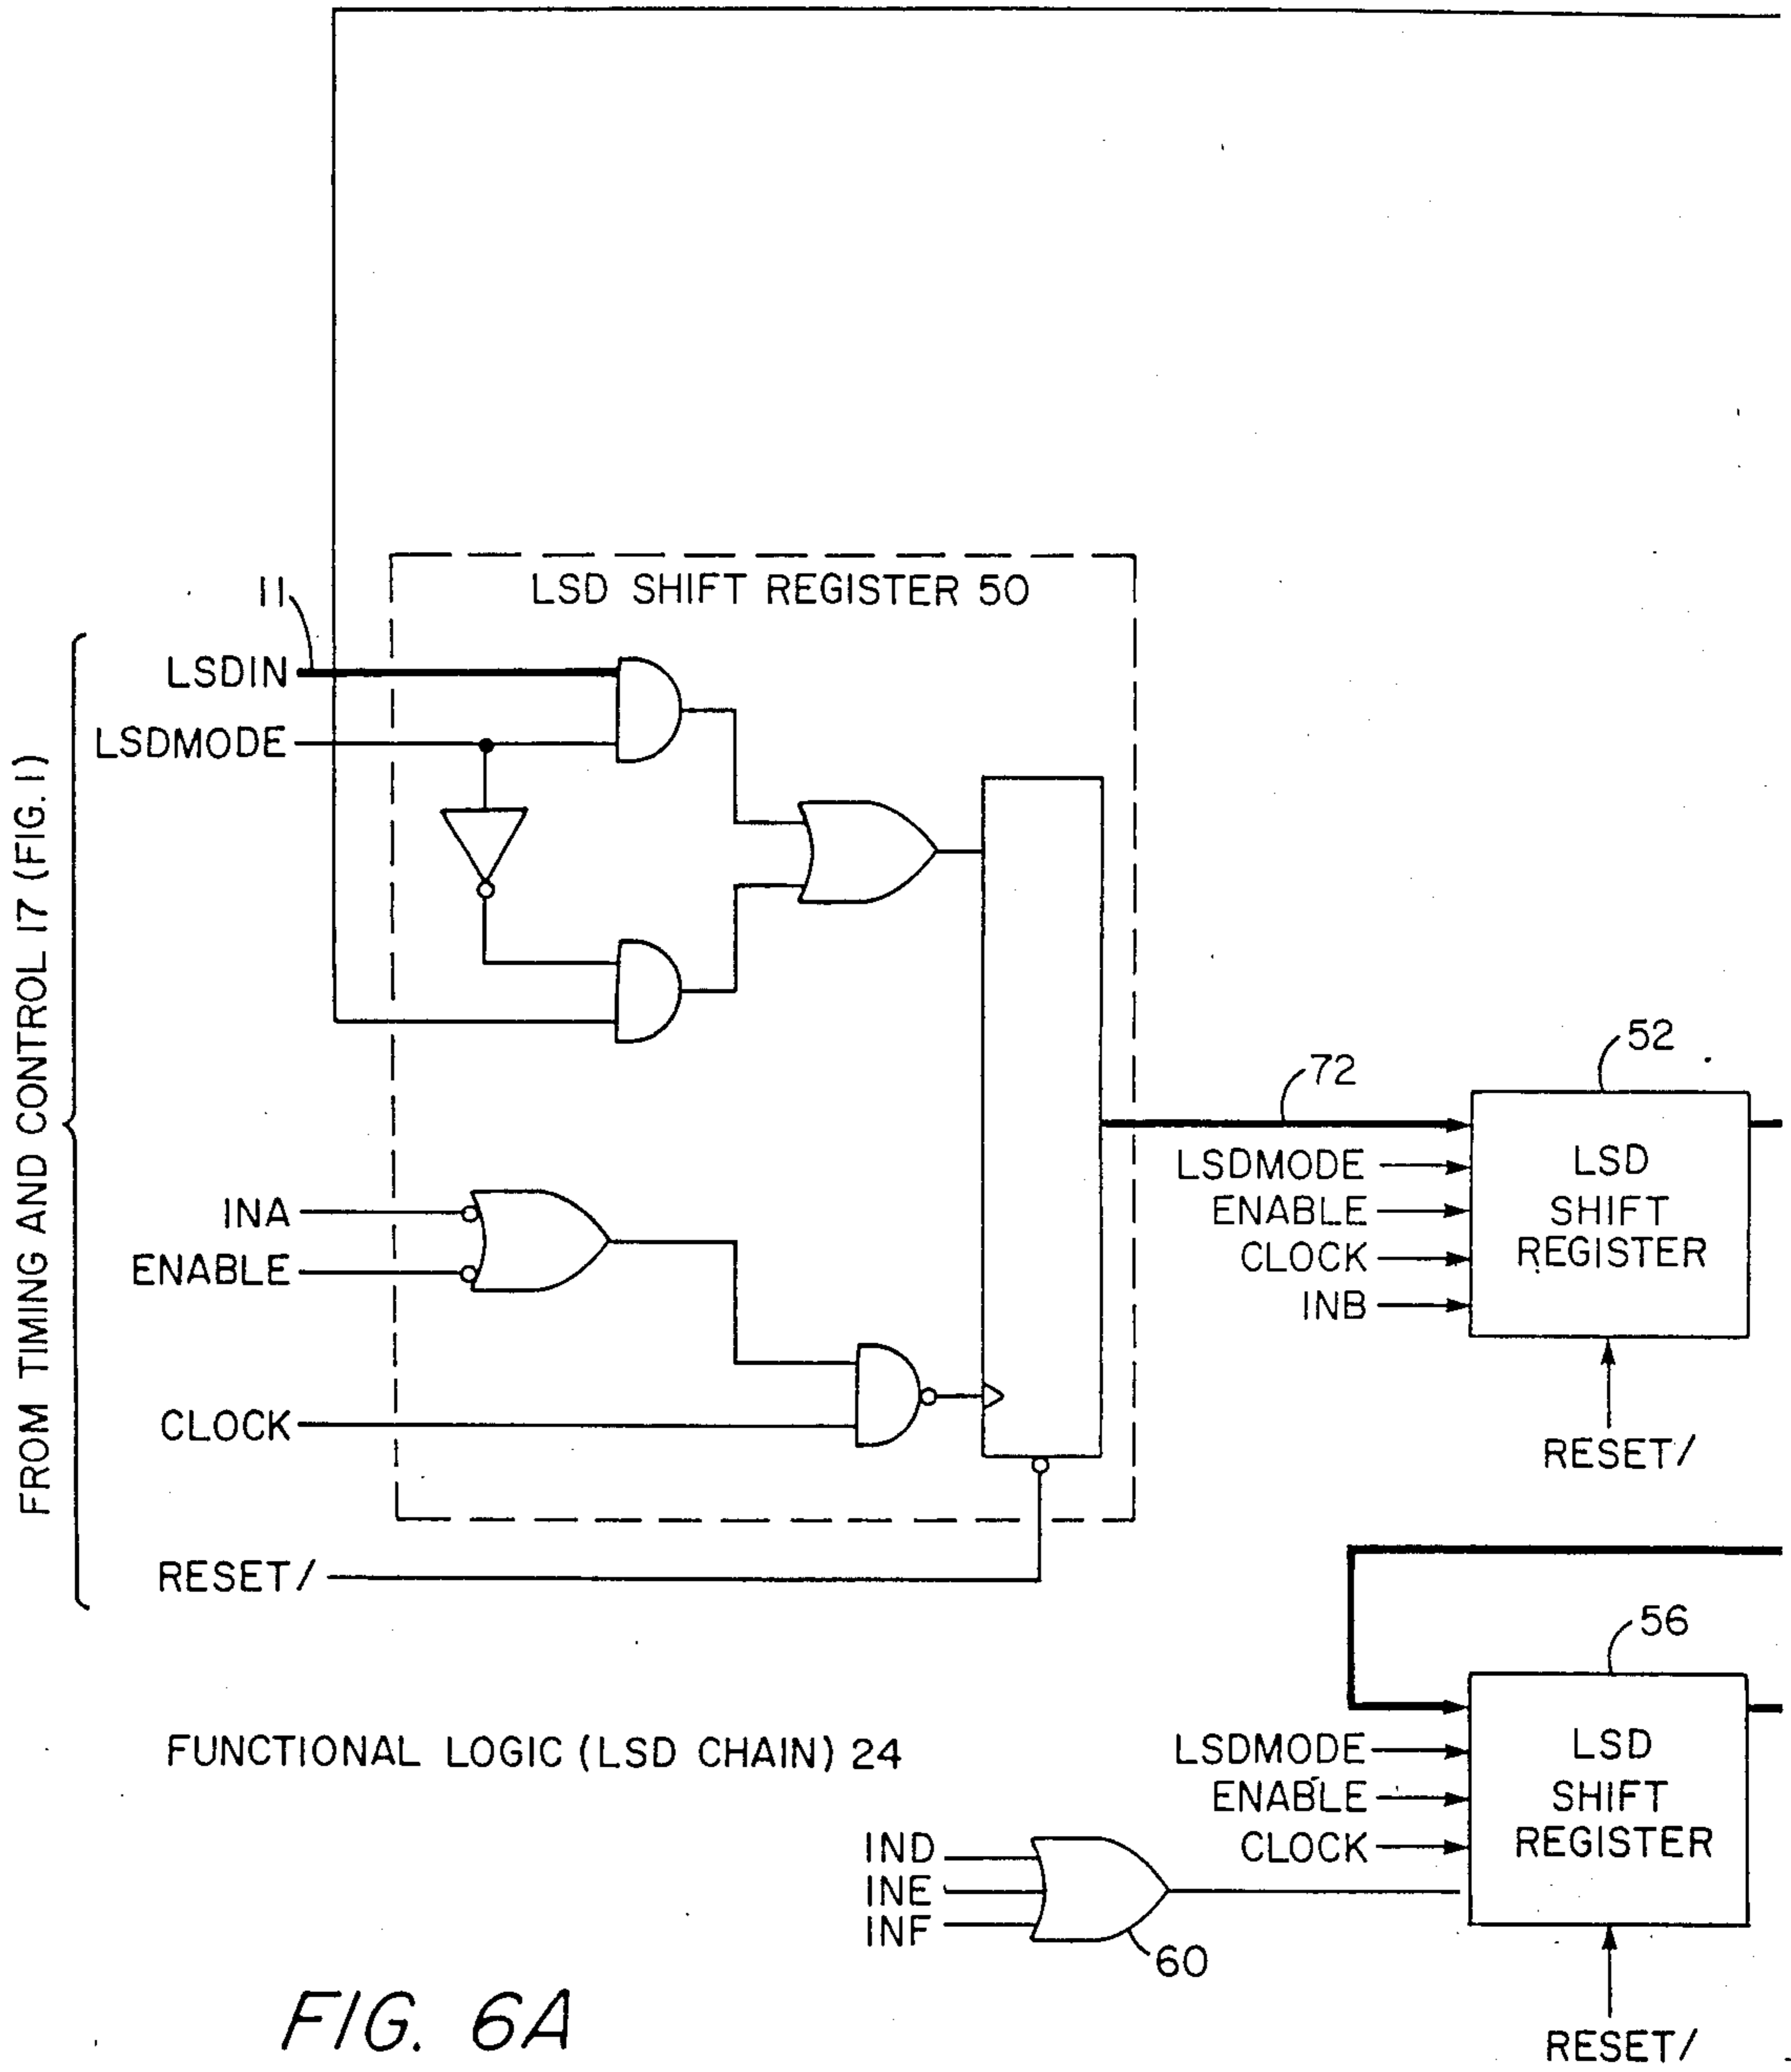 LSD SHIFT REGISTER 50
11
LSDIN
LSDMODE
FROM TIMING AND CONTROL 17 (FIG. 1)
INA
ENABLE
CLOCK
RESET/
72
52
LSDMODE
ENABLE
CLOCK
INB
LSD
SHIFT
REGISTER
RESET/
56
FUNCTIONAL LOGIC (LSD CHAIN) 24
LSDMODE
ENABLE
CLOCK
LSD
SHIFT
REGISTER
IND
INE
INF
60
RESET/
FIG. 6A